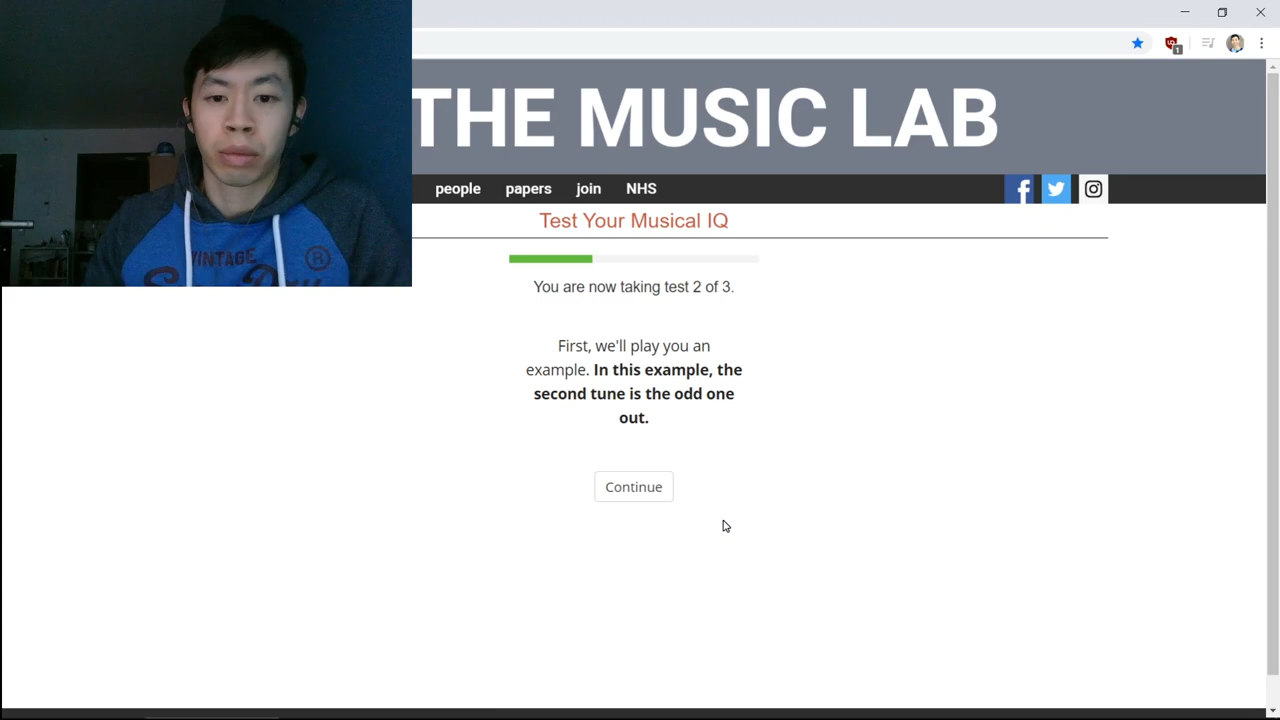 THE MUSIC LAB
people papers join NHS
Test Your Musical IQ
You are now taking test 2 of 3.
First, we'll play you an
example. In this example, the
second tune is the odd one
out.
Continue
VINTAGE ®
1